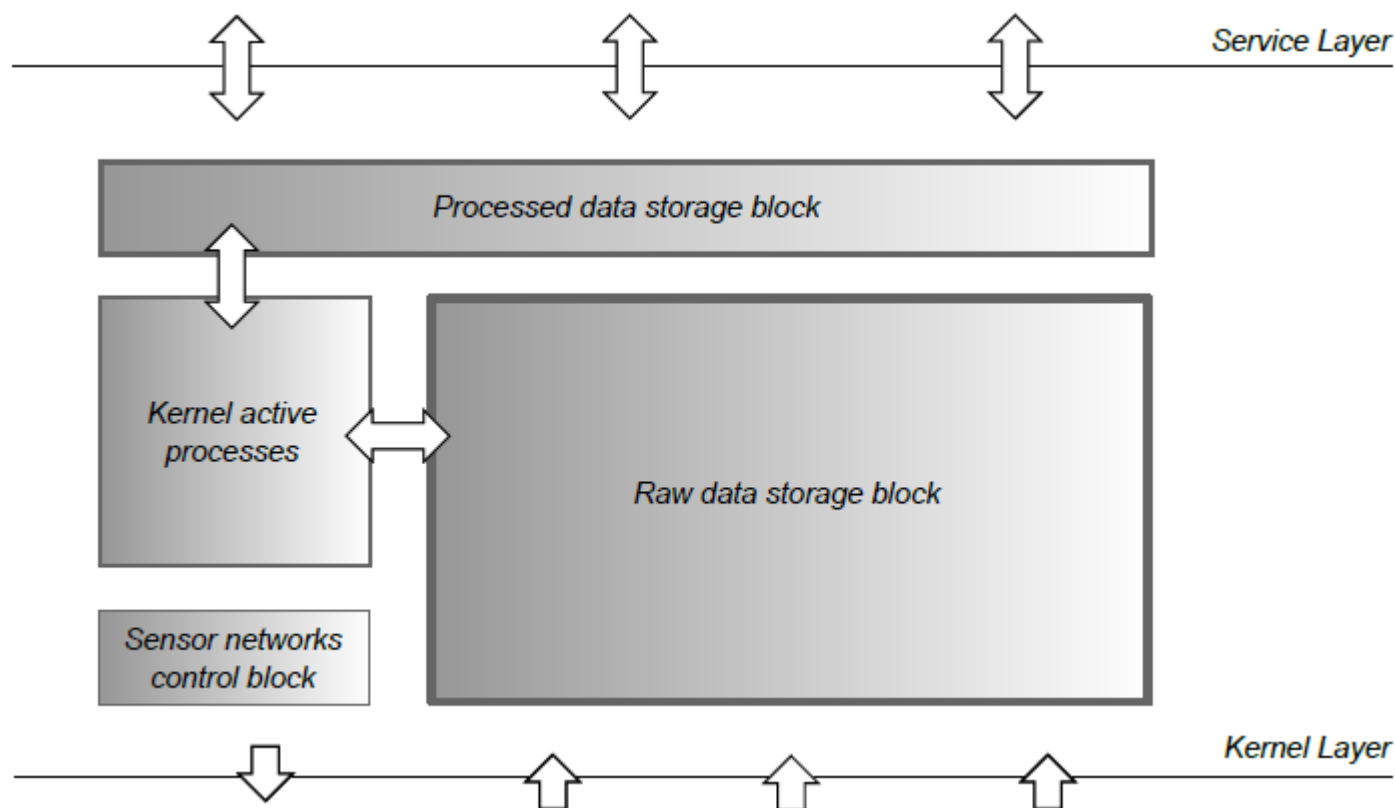 Service Layer
Processed data storage block
Kernel active
processes
Raw data storage block
Sensor networks
control block
Kernel Layer